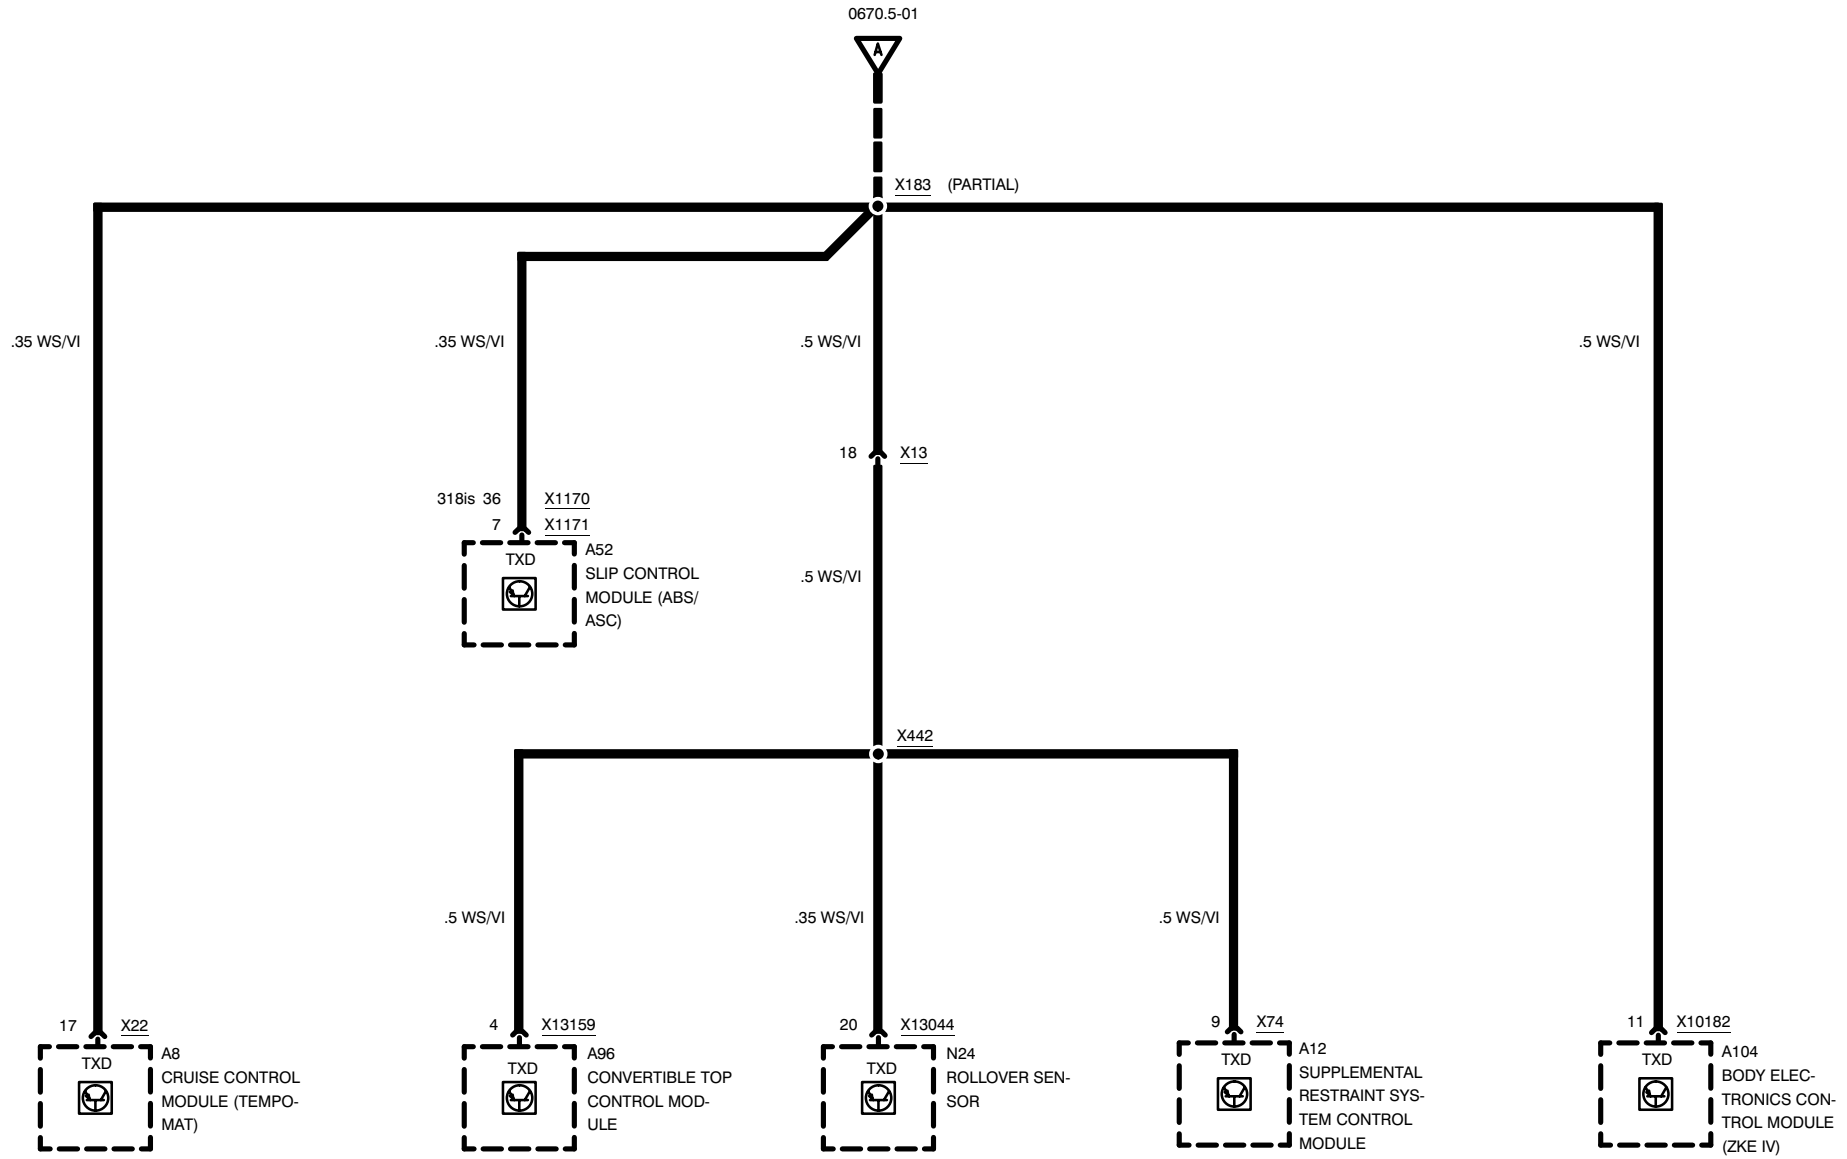 0670.5-01
A
X183 (PARTIAL)
.35 WS/VI
.35 WS/VI
.5 WS/VI
.5 WS/VI
18 X13
318is 36 X1170
7 X1171
TXD
A52
SLIP CONTROL
MODULE (ABS/
ASC)
.5 WS/VI
X442
.5 WS/VI
.35 WS/VI
.5 WS/VI
17 X22
TXD
A8
CRUISE CONTROL
MODULE (TEMPO-
MAT)
4 X13159
TXD
A96
CONVERTIBLE TOP
CONTROL MOD-
ULE
20 X13044
TXD
N24
ROLLOVER SEN-
SOR
9 X74
TXD
A12
SUPPLEMENTAL
RESTRAINT SYS-
TEM CONTROL
MODULE
11 X10182
TXD
A104
BODY ELEC-
TRONICS CON-
TROL MODULE
(ZKE IV)